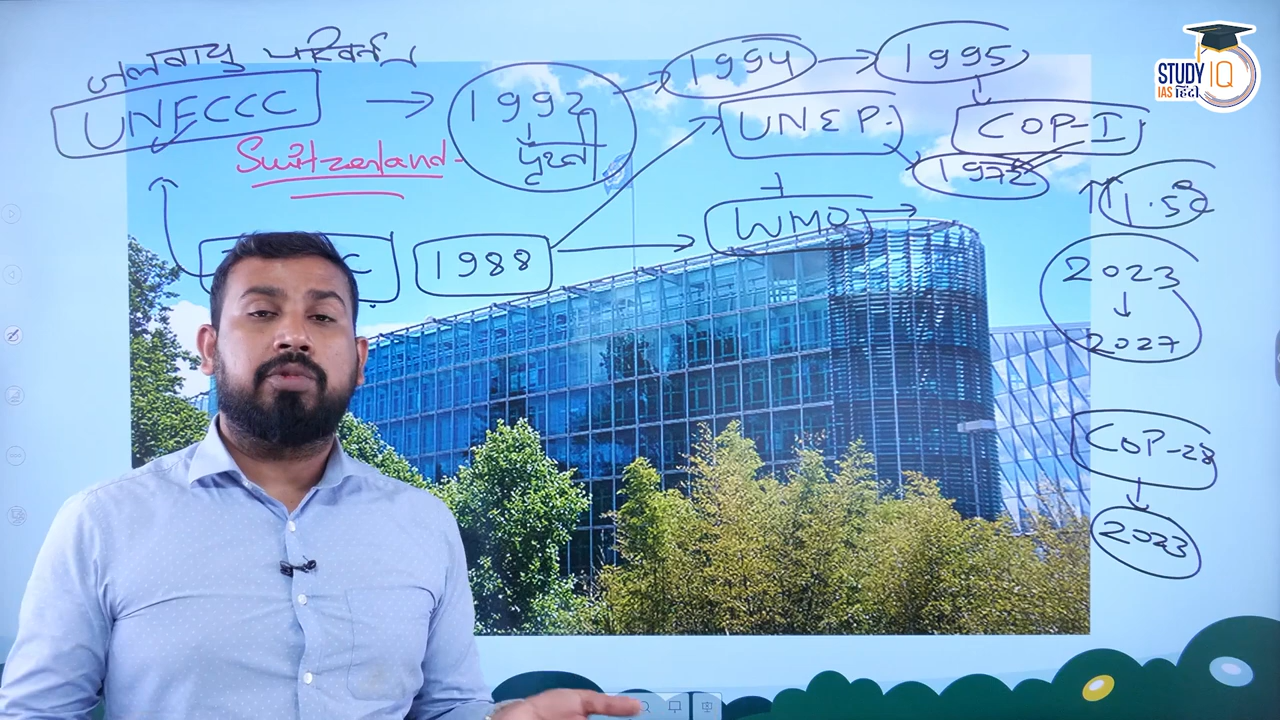 जलवायु परिवर्तन
UNFCCC
1992
पृथ्वी
1994
1995
UNEP.
COP-I
1972
Switzerland
1988
+
WMO
1.5°
2023
2027
COP-28
2023
STUDY IQ
IAS हिंदी